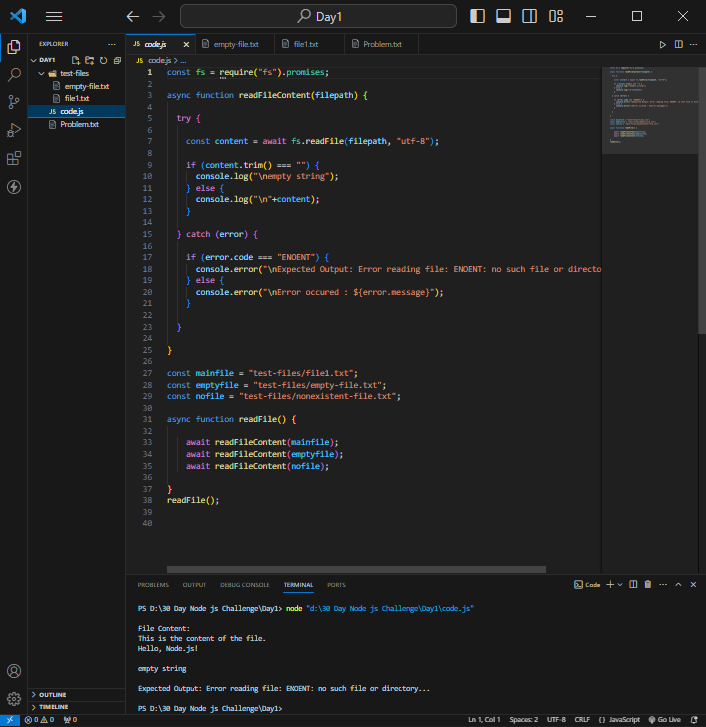 Day1
EXPLORER
...
DAY1
test-files
empty-file.txt
file1.txt
code.js
Problem.txt
OUTLINE
TIMELINE
code.js
empty-file.txt
file1.txt
Problem.txt
code.js > ...
1 const fs = require("fs").promises;
2
3 async function readFileContent(filepath) {
4
5 try {
6
7 const content = await fs.readFile(filepath, "utf-8");
8
9 if (content.trim() === "") {
10 console.log("\nempty string");
11 } else {
12 console.log("\n"+content);
13 }
14
15 } catch (error) {
16
17 if (error.code === "ENOENT") {
18 console.error("\nExpected Output: Error reading file: ENOENT: no such file or directo
19 } else {
20 console.error("\nError occured : ${error.message}");
21 }
22
23 }
24
25 }
26
27 const mainfile = "test-files/file1.txt";
28 const emptyfile = "test-files/empty-file.txt";
29 const nofile = "test-files/nonexistent-file.txt";
30
31 async function readFile() {
32
33 await readFileContent(mainfile);
34 await readFileContent(emptyfile);
35 await readFileContent(nofile);
36
37 }
38 readFile();
39
40
PROBLEMS OUTPUT DEBUG CONSOLE TERMINAL PORTS
Code
PS D:\30 Day Node js Challenge\Day1> node "d:\30 Day Node js Challenge\Day1\code.js"
File Content:
This is the content of the file.
Hello, Node.js!
empty string
Expected Output: Error reading file: ENOENT: no such file or directory...
PS D:\30 Day Node js Challenge\Day1>
0 0 0 Ln 1, Col 1 Spaces: 2 UTF-8 CRLF {} JavaScript Go Live